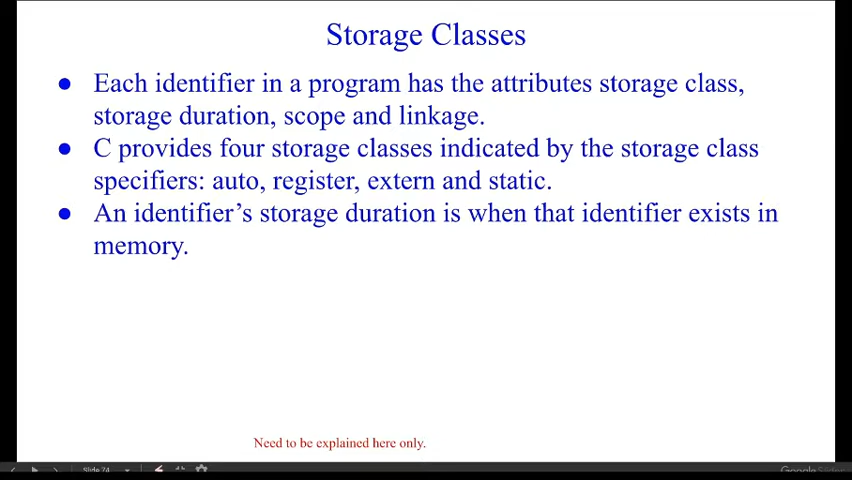 Storage Classes
● Each identifier in a program has the attributes storage class,
storage duration, scope and linkage.
● C provides four storage classes indicated by the storage class
specifiers: auto, register, extern and static.
● An identifier’s storage duration is when that identifier exists in
memory.
Need to be explained here only.
Slide 74
Google Slides